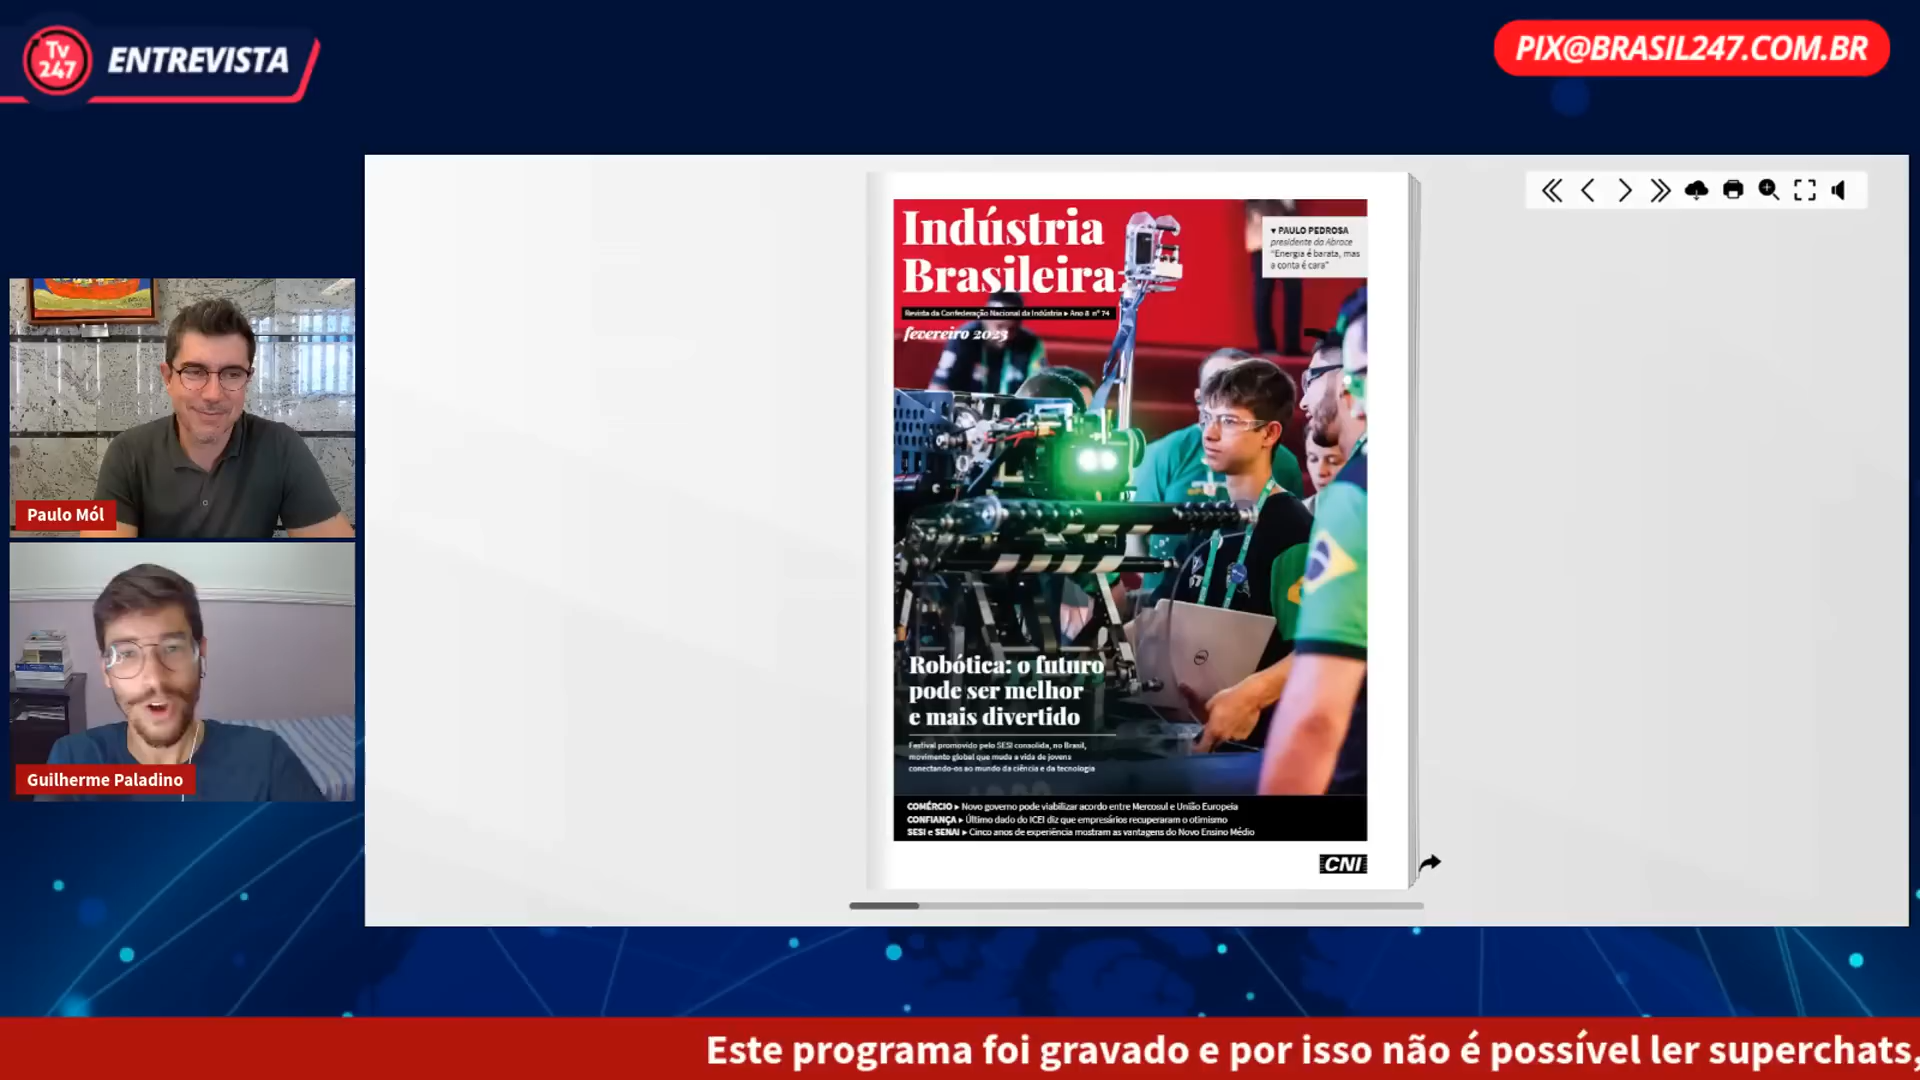 Tv
247
ENTREVISTA
PIX@BRASIL247.COM.BR
Indústria
Brasileira
Revista da Confederação Nacional da Indústria ▸ Ano 8 nº 74
fevereiro 2023
▾ PAULO PEDROSA
presidente da Abrace
"Energia é barata, mas
a conta é cara"
Paulo Mól
Guilherme Paladino
DELL
Robótica: o futuro
pode ser melhor
e mais divertido
Festival promovido pelo SESI consolida, no Brasil,
movimento global que muda a vida de jovens
conectando-os ao mundo da ciência e da tecnologia
COMÉRCIO ▸ Novo governo pode viabilizar acordo entre Mercosul e União Europeia
CONFIANÇA ▸ Último dado do ICEI diz que empresários recuperaram o otimismo
SESI e SENAI ▸ Cinco anos de experiência mostram as vantagens do Novo Ensino Médio
CNI
Este programa foi gravado e por isso não é possível ler superchats,